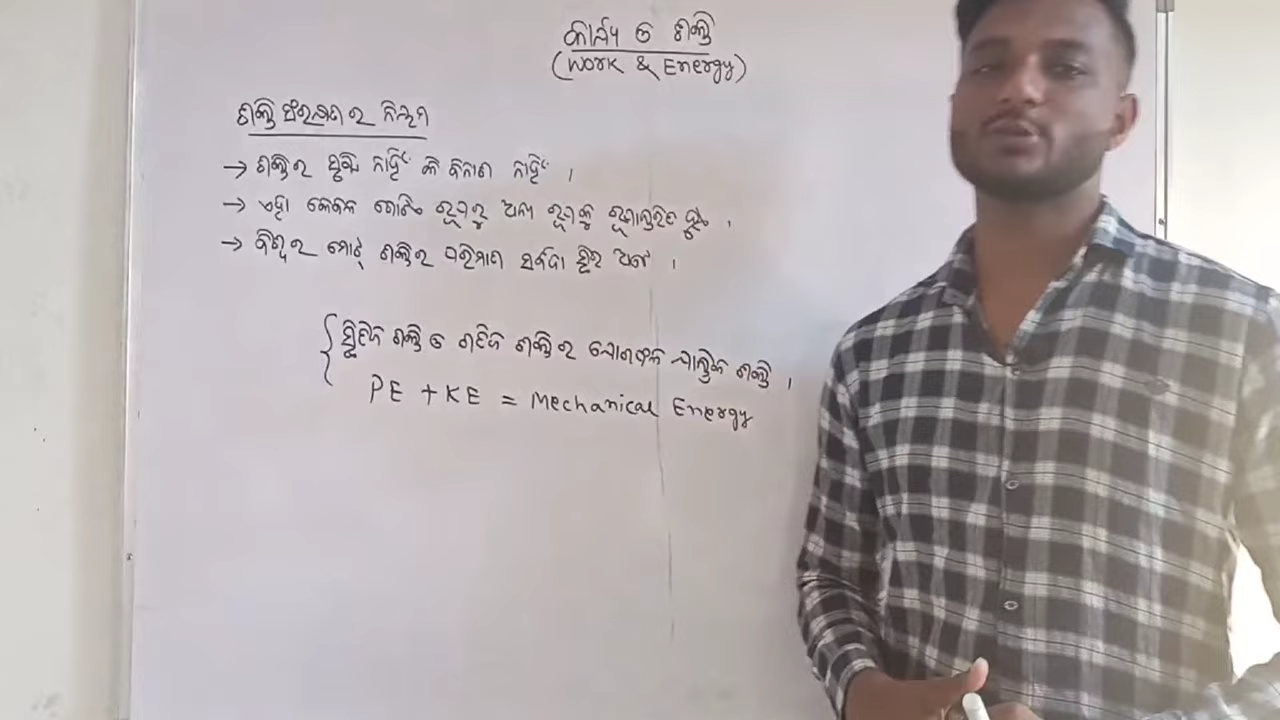 କାର୍ଯ୍ୟ ଓ ଶକ୍ତି
(Work & Energy)
ଶକ୍ତି ସଂରକ୍ଷଣର ନିୟମ
→ ଶକ୍ତିର ସୃଷ୍ଟି ନାହିଁ କି ବିନାଶ ନାହିଁ ।
→ ଏହା କେବଳ ଗୋଟିଏ ରୂପରୁ ଅନ୍ୟ ରୂପକୁ ରୂପାନ୍ତରିତ ହୁଏ ।
→ ବିଶ୍ୱର ମୋଟ୍ ଶକ୍ତିର ପରିମାଣ ସର୍ବଦା ସ୍ଥିର ଅଟେ ।
{ସ୍ଥିତିଜ ଶକ୍ତି ଓ ଗତିଜ ଶକ୍ତିର ଯୋଗଫଳ ଯାନ୍ତ୍ରିକ ଶକ୍ତି ।
PE + KE = Mechanical Energy